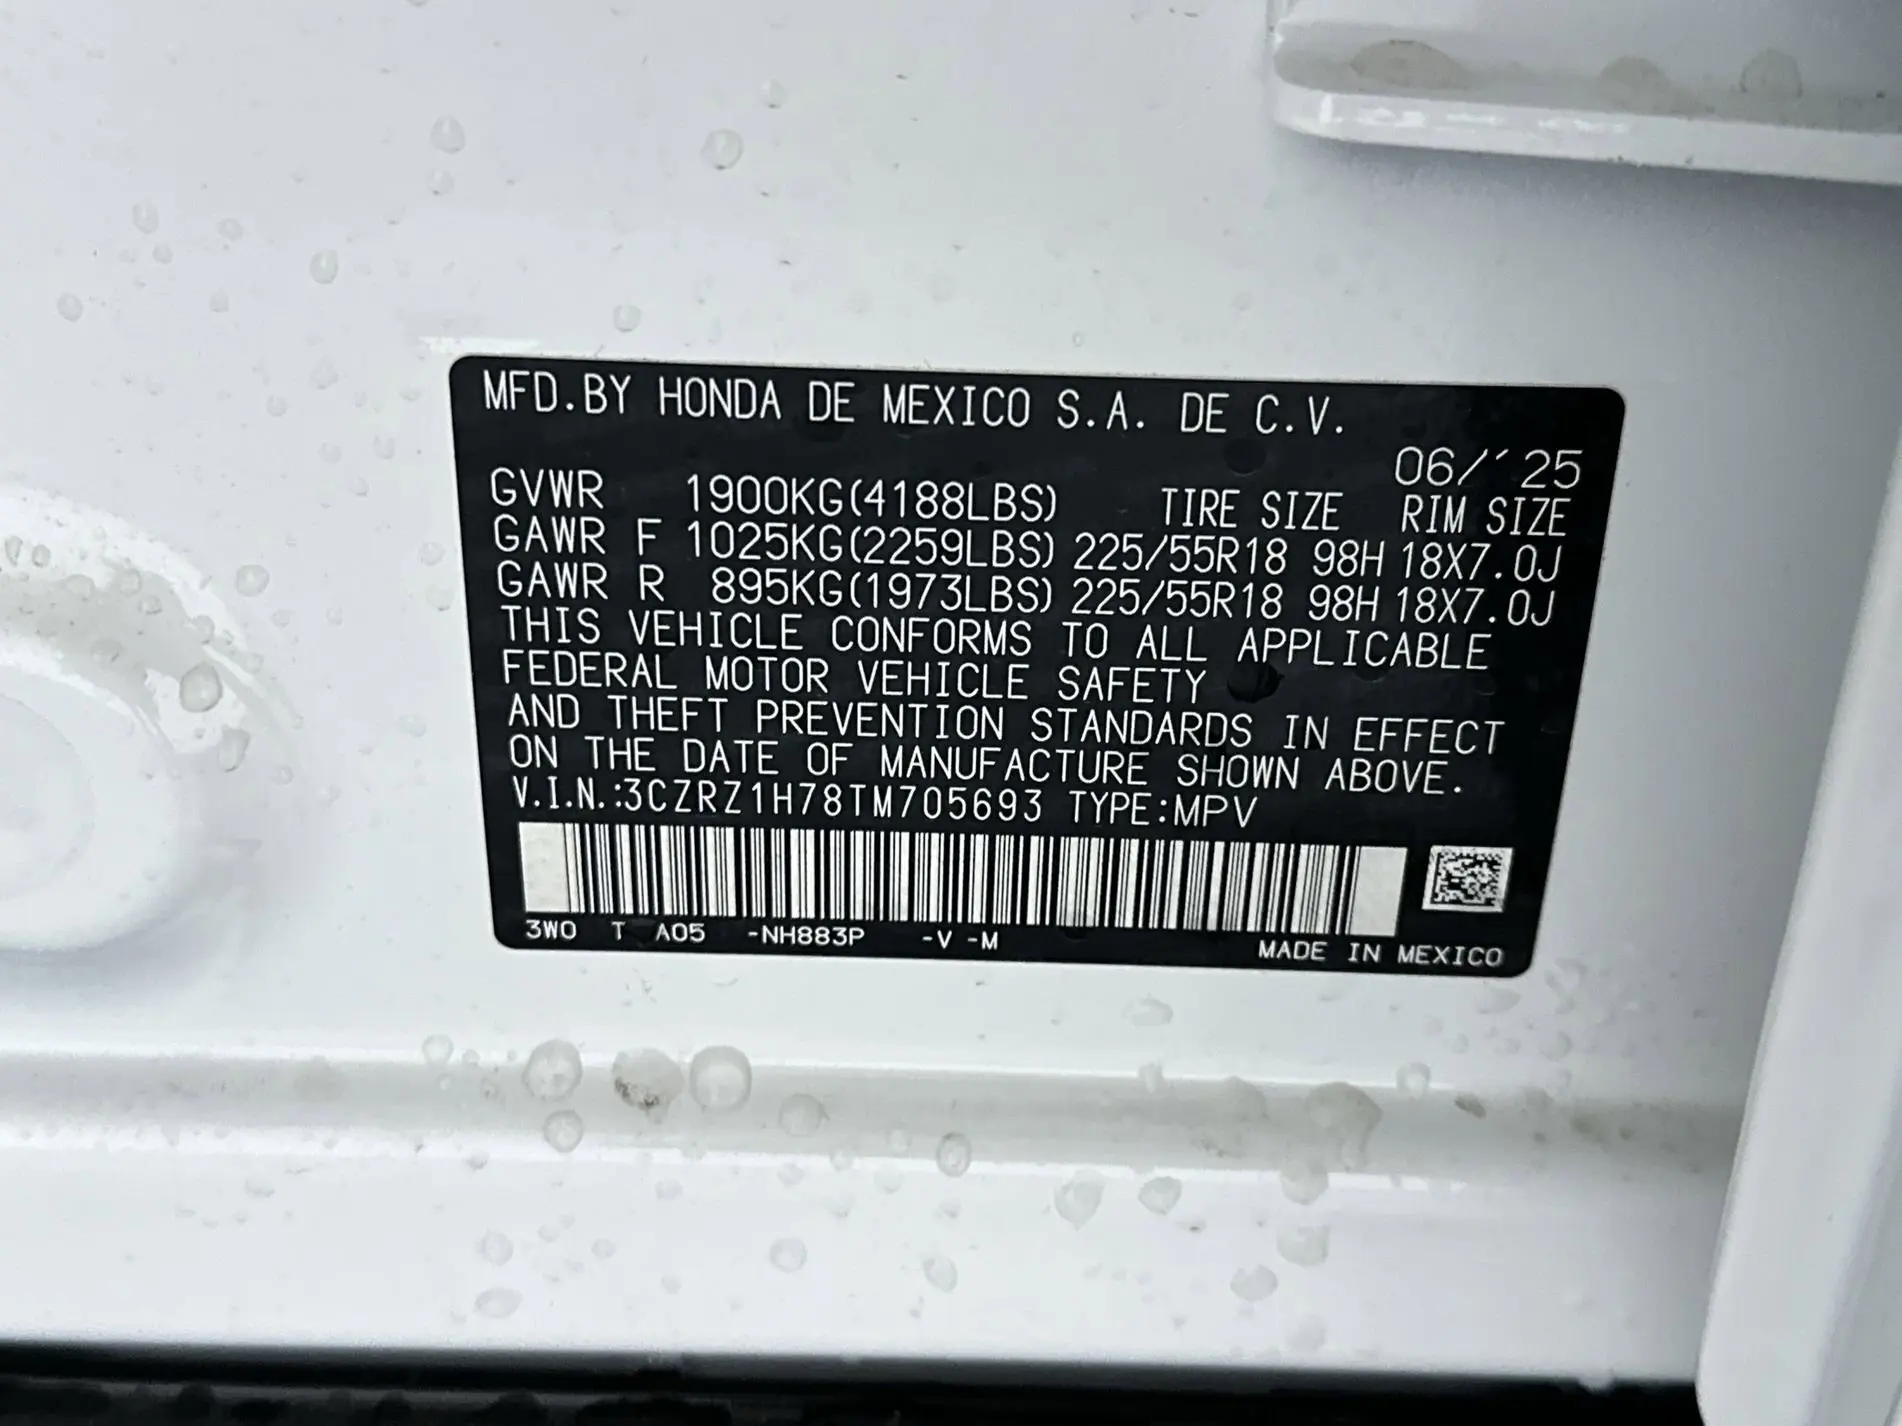 MFD.BY HONDA DE MEXICO S.A. DE C.V.
06/´25
GVWR 1900KG(4188LBS) TIRE SIZE RIM SIZE
GAWR F 1025KG(2259LBS) 225/55R18 98H 18X7.0J
GAWR R 895KG(1973LBS) 225/55R18 98H 18X7.0J
THIS VEHICLE CONFORMS TO ALL APPLICABLE
FEDERAL MOTOR VEHICLE SAFETY
AND THEFT PREVENTION STANDARDS IN EFFECT
ON THE DATE OF MANUFACTURE SHOWN ABOVE.
V.I.N.:3CZRZ1H78TM705693 TYPE:MPV
3W0 T A05 -NH883P -V -M MADE IN MEXICO